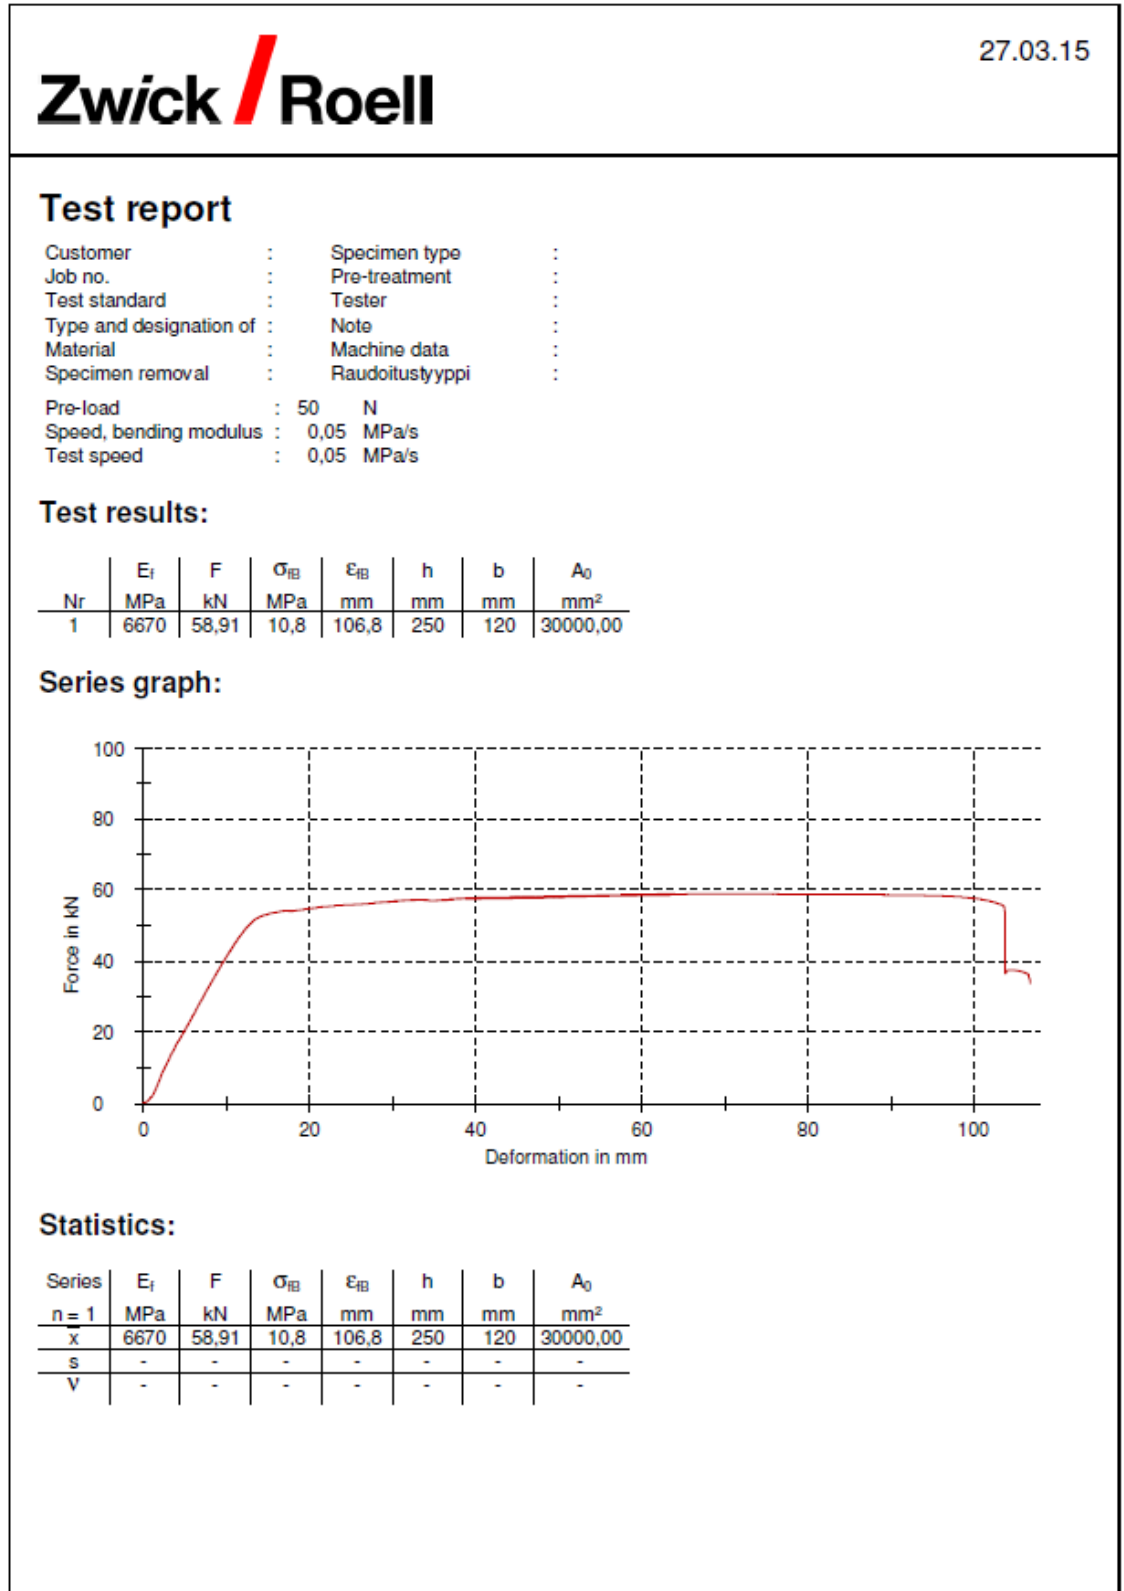 27.03.15
Zwick / Roell
Test report
Customer : Specimen type :
Job no. : Pre-treatment :
Test standard : Tester :
Type and designation of : Note :
Material : Machine data :
Specimen removal : Raudoitustyyppi :
Pre-load : 50 N
Speed, bending modulus : 0,05 MPa/s
Test speed : 0,05 MPa/s
Test results:
Ef F σfB εfB h b A0
Nr MPa kN MPa mm mm mm mm²
1 6670 58,91 10,8 106,8 250 120 30000,00
Series graph:
100
80
60
40
20
0
Force in kN
0 20 40 60 80 100
Deformation in mm
Statistics:
Series Ef F σfB εfB h b A0
n = 1 MPa kN MPa mm mm mm mm²
x̅ 6670 58,91 10,8 106,8 250 120 30000,00
s - - - - - - -
ν - - - - - - -